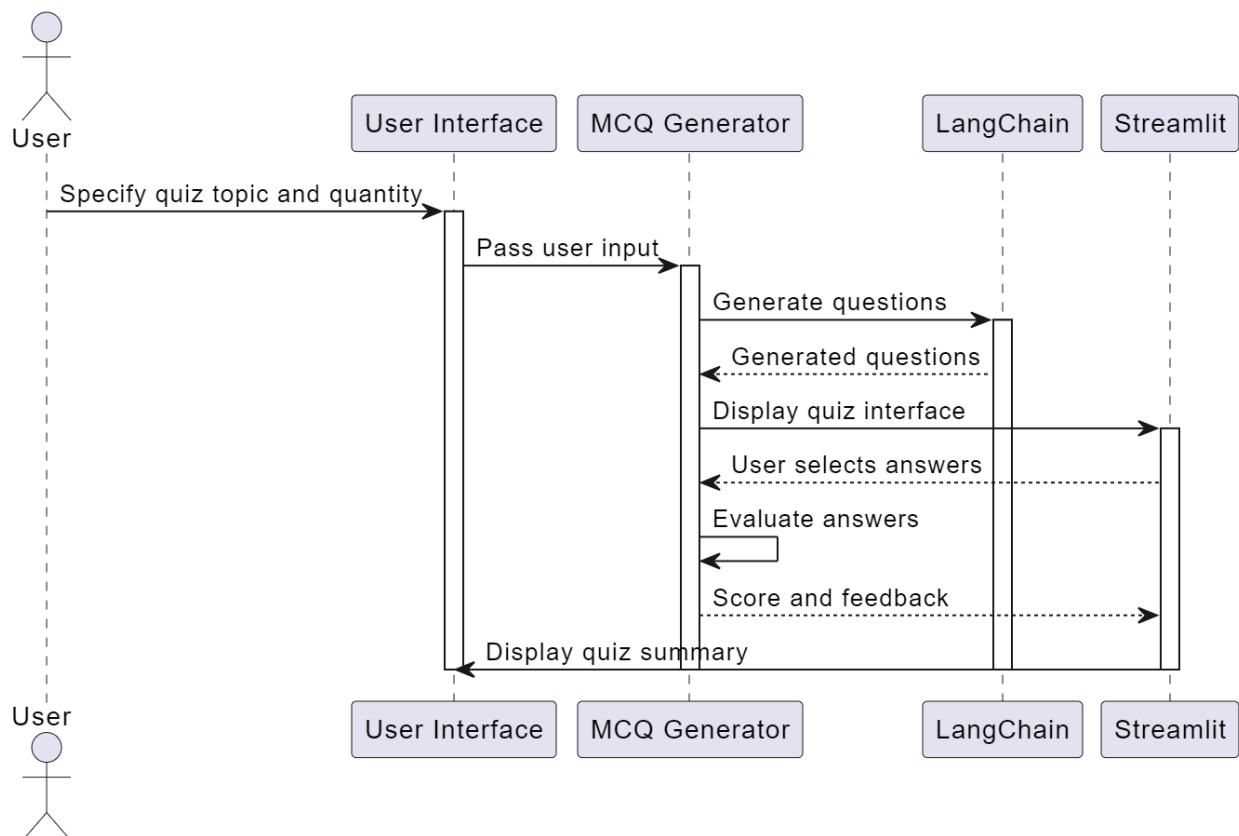 User
User Interface
MCQ Generator
LangChain
Streamlit
Specify quiz topic and quantity
Pass user input
Generate questions
Generated questions
Display quiz interface
User selects answers
Evaluate answers
Score and feedback
Display quiz summary
User
User Interface
MCQ Generator
LangChain
Streamlit